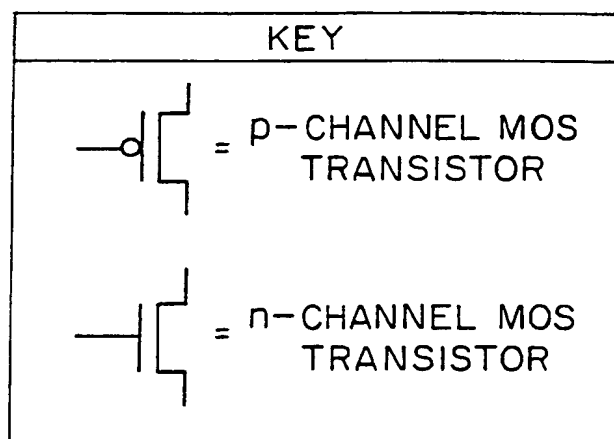 KEY
= p-CHANNEL MOS
TRANSISTOR
= n-CHANNEL MOS
TRANSISTOR